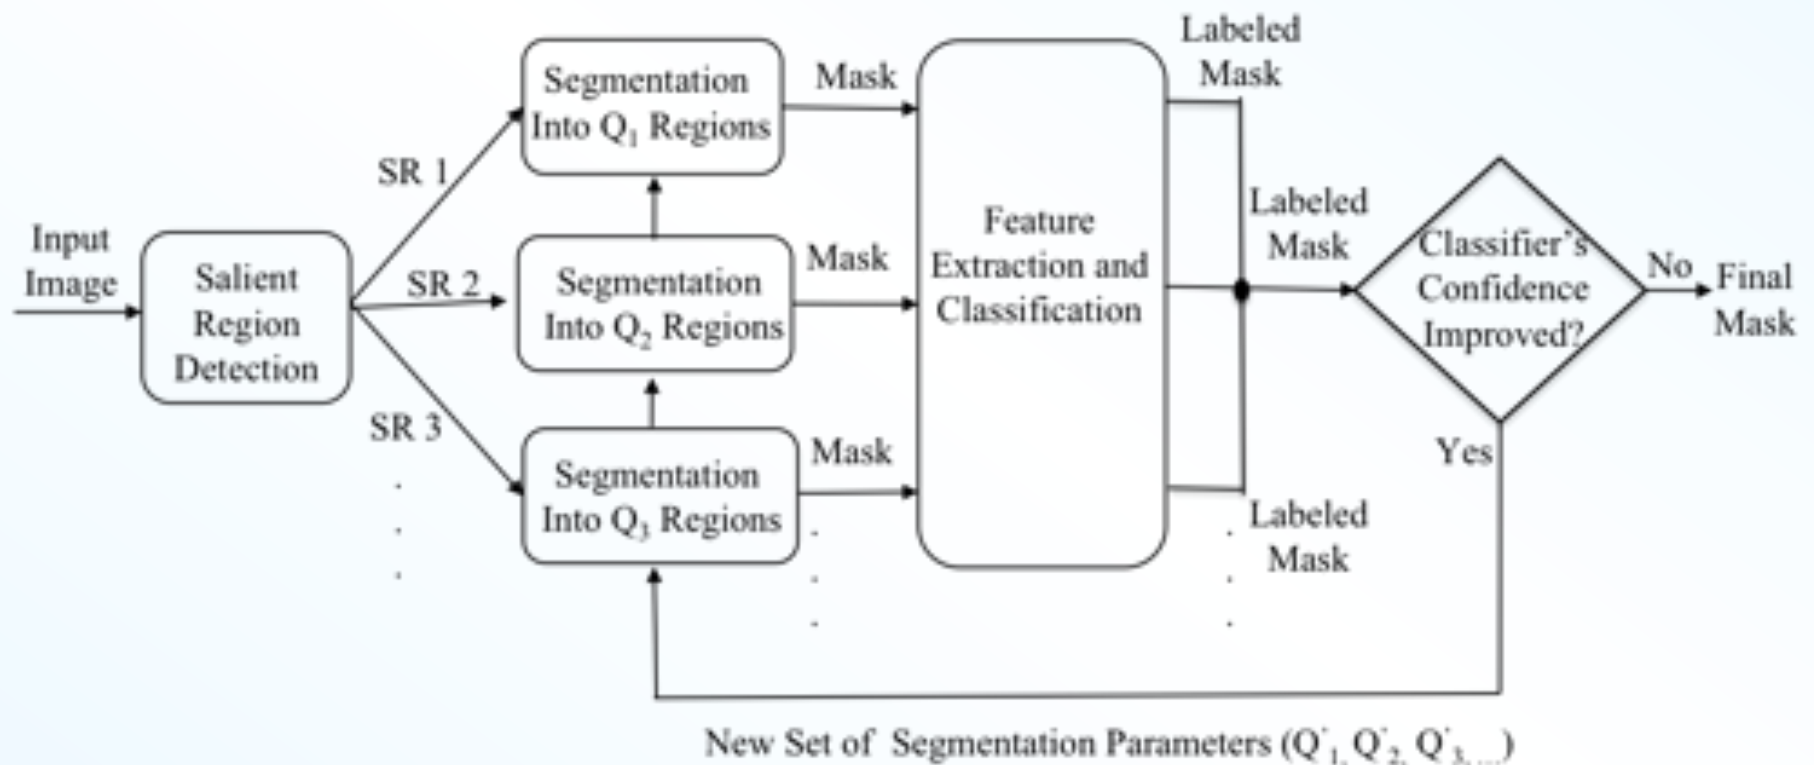 Input
Image
Salient
Region
Detection
SR 1
SR 2
SR 3
Segmentation
Into Q₁ Regions
Segmentation
Into Q₂ Regions
Segmentation
Into Q₃ Regions
Mask
Mask
Mask
Feature
Extraction and
Classification
Labeled
Mask
Labeled
Mask
Labeled
Mask
Classifier's
Confidence
Improved?
No
Final
Mask
Yes
New Set of Segmentation Parameters (Q'₁, Q'₂, Q'₃, ...)